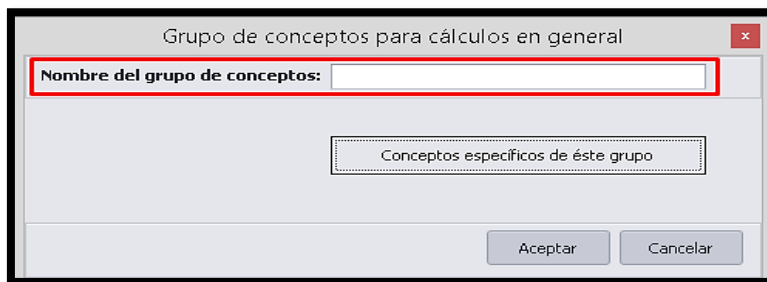 Grupo de conceptos para cálculos en general
x
Nombre del grupo de conceptos:
Conceptos específicos de éste grupo
Aceptar Cancelar